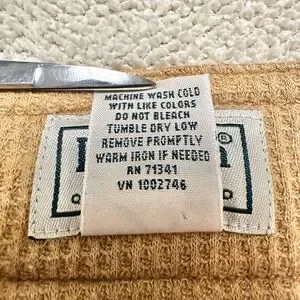 MACHINE WASH COLD
WITH LIKE COLORS
DO NOT BLEACH
TUMBLE DRY LOW
REMOVE PROMPTLY
WARM IRON IF NEEDED
RN 71341
VN 1002746
®